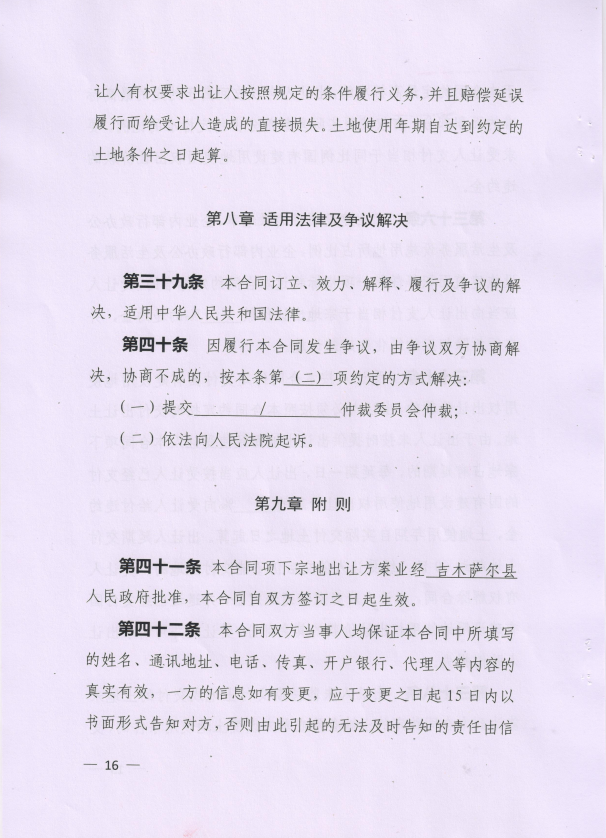 让人有权要求出让人按照规定的条件履行义务,并且赔偿延误
履行而给受让人造成的直接损失。土地使用年期自达到约定的
土地条件之日起算。
第八章 适用法律及争议解决
第三十九条 本合同订立、效力、解释、履行及争议的解
决,适用中华人民共和国法律。
第四十条 因履行本合同发生争议,由争议双方协商解
决,协商不成的,按本条第 (二) 项约定的方式解决:
(一)提交 / 仲裁委员会仲裁;
(二)依法向人民法院起诉。
第九章 附 则
第四十一条 本合同项下宗地出让方案业经 吉木萨尔县
人民政府批准,本合同自双方签订之日起生效。
第四十二条 本合同双方当事人均保证本合同中所填写
的姓名、通讯地址、电话、传真、开户银行、代理人等内容的
真实有效,一方的信息如有变更,应于变更之日起 15 日内以
书面形式告知对方,否则由此引起的无法及时告知的责任由信
— 16 —